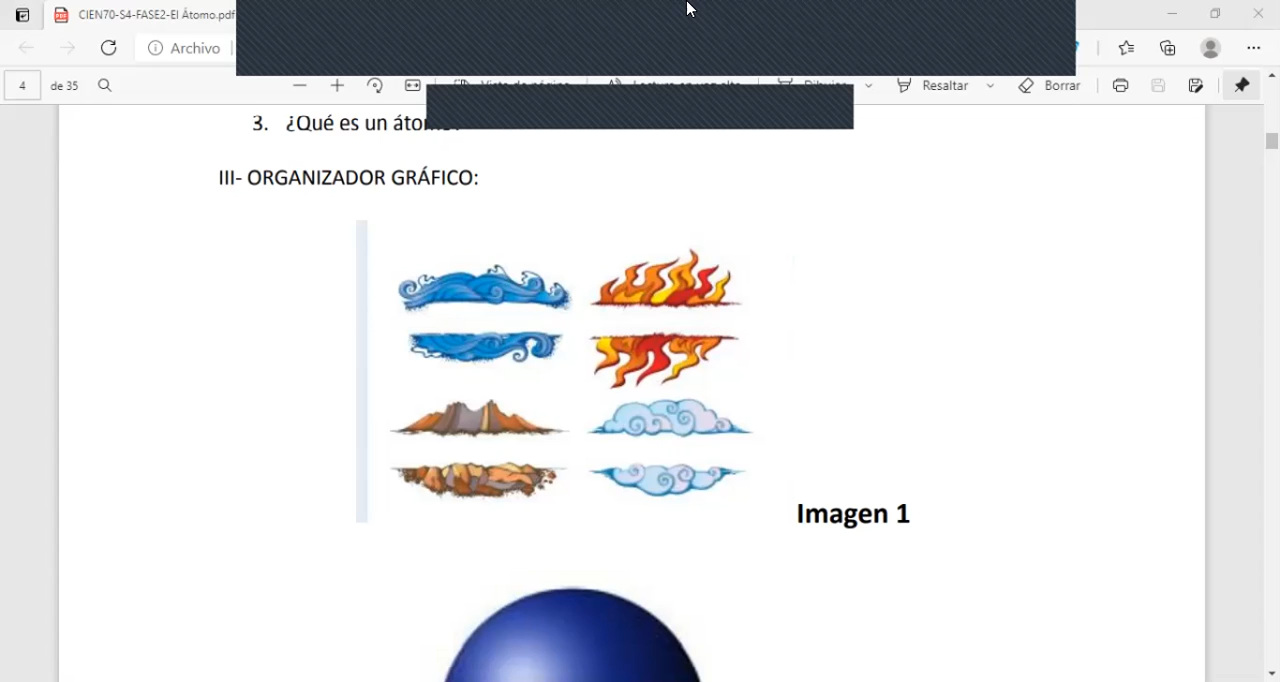 CIEN70-S4-FASE2-El Átomo.pdf
Archivo
4 de 35
Resaltar
Borrar
3. ¿Qué es un
III- ORGANIZADOR GRÁFICO:
Imagen 1